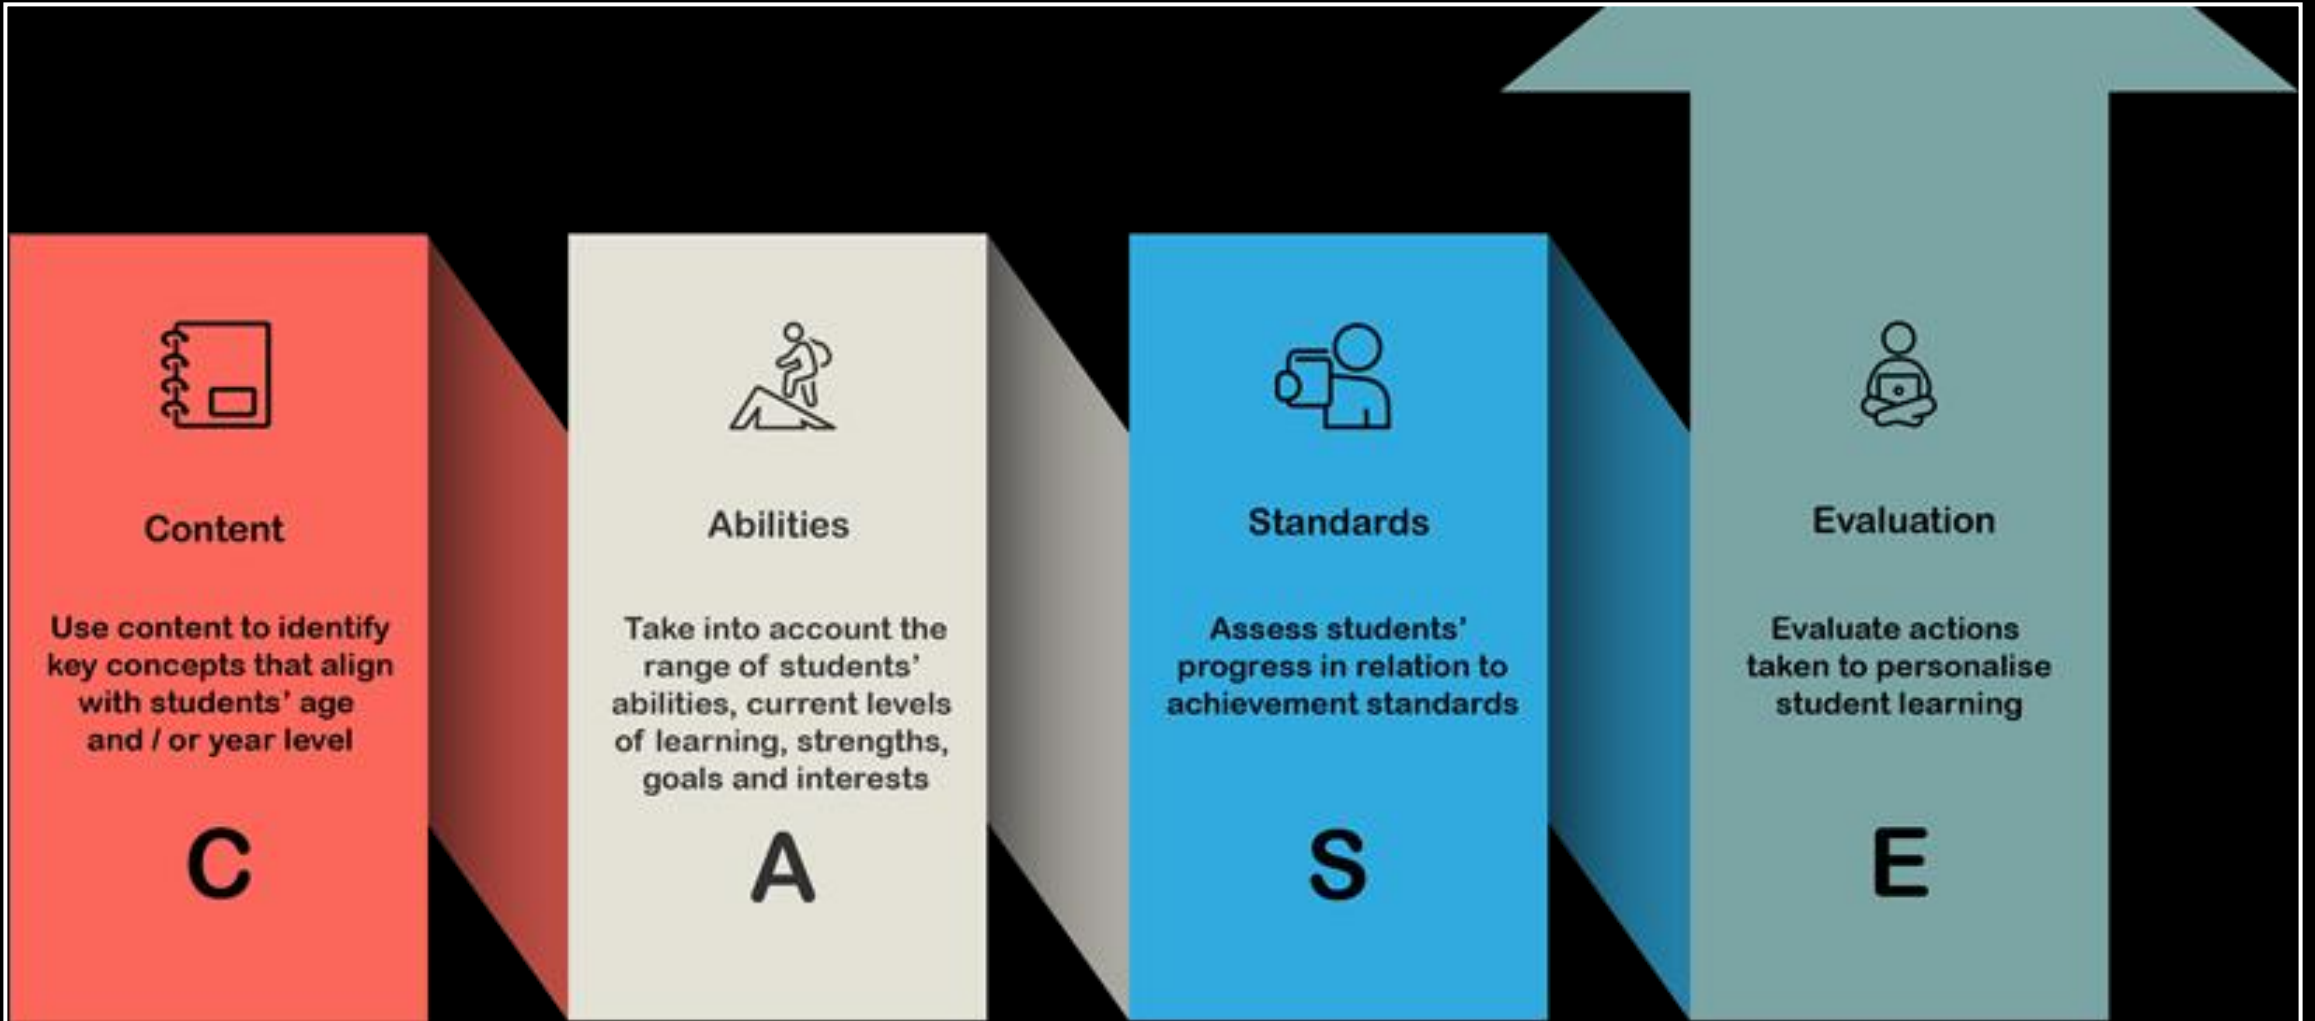 Content
Use content to identify
key concepts that align
with students' age
and / or year level
C
Abilities
Take into account the
range of students'
abilities, current levels
of learning, strengths,
goals and interests
A
Standards
Assess students'
progress in relation to
achievement standards
S
Evaluation
Evaluate actions
taken to personalise
student learning
E